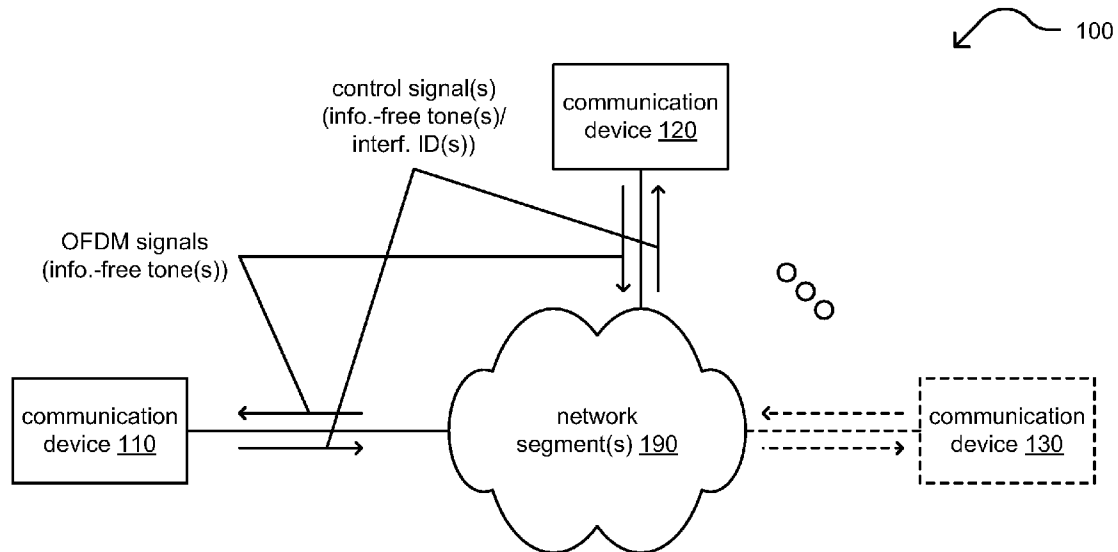 100
control signal(s)
(info.-free tone(s)/
interf. ID(s))
communication
device 120
OFDM signals
(info.-free tone(s))
communication
device 110
network
segment(s) 190
communication
device 130